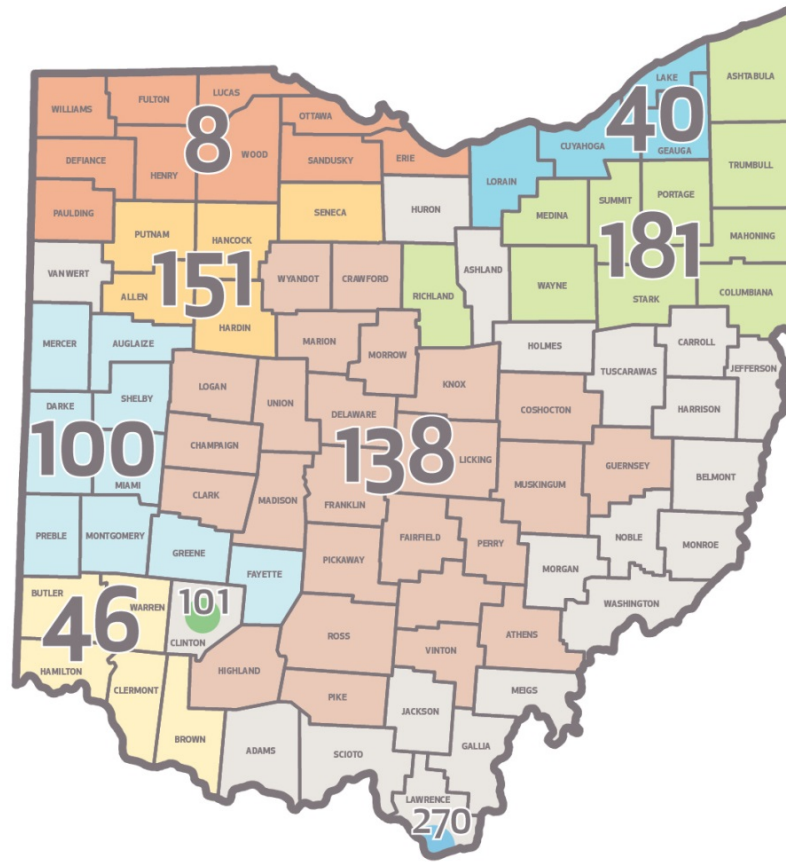 LAKE
ASHTABULA
LUCAS
FULTON
WILLIAMS
OTTAWA
40
8
CUYAHOGA
GEAUGA
WOOD
ERIE
SANDUSKY
DEFIANCE
HENRY
TRUMBULL
LORAIN
SUMMIT
PORTAGE
PAULDING
SENECA
HURON
MEDINA
PUTNAM
181
HANCOCK
MAHONING
ASHLAND
VAN WERT
151
WYANDOT
CRAWFORD
WAYNE
RICHLAND
COLUMBIANA
ALLEN
STARK
HARDIN
MERCER
AUGLAIZE
MARION
HOLMES
CARROLL
MORROW
JEFFERSON
TUSCARAWAS
LOGAN
KNOX
SHELBY
UNION
DARKE
DELAWARE
COSHOCTON
HARRISON
100
CHAMPAIGN
138
LICKING
GUERNSEY
MIAMI
MUSKINGUM
BELMONT
CLARK
MADISON
FRANKLIN
PREBLE
MONTGOMERY
FAIRFIELD
PERRY
NOBLE
MONROE
GREENE
PICKAWAY
MORGAN
FAYETTE
BUTLER
101
WARREN
WASHINGTON
46
ROSS
ATHENS
CLINTON
VINTON
HAMILTON
HIGHLAND
CLERMONT
PIKE
MEIGS
JACKSON
BROWN
ADAMS
SCIOTO
GALLIA
LAWRENCE
270